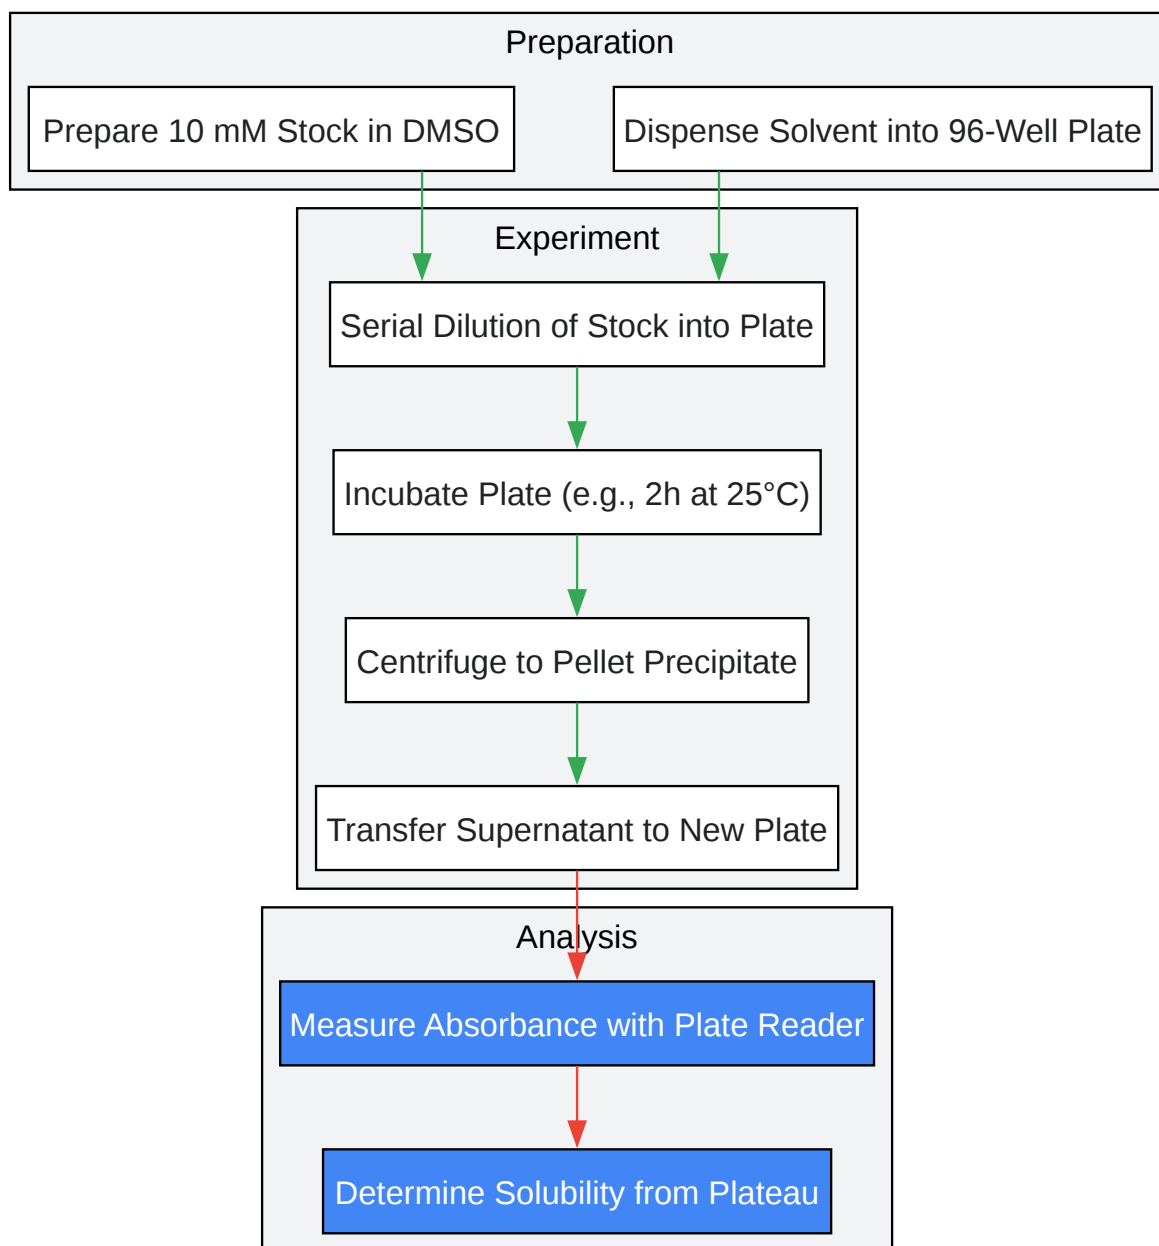 Preparation
Prepare 10 mM Stock in DMSO
Dispense Solvent into 96-Well Plate
Experiment
Serial Dilution of Stock into Plate
Incubate Plate (e.g., 2h at 25°C)
Centrifuge to Pellet Precipitate
Transfer Supernatant to New Plate
Analysis
Measure Absorbance with Plate Reader
Determine Solubility from Plateau